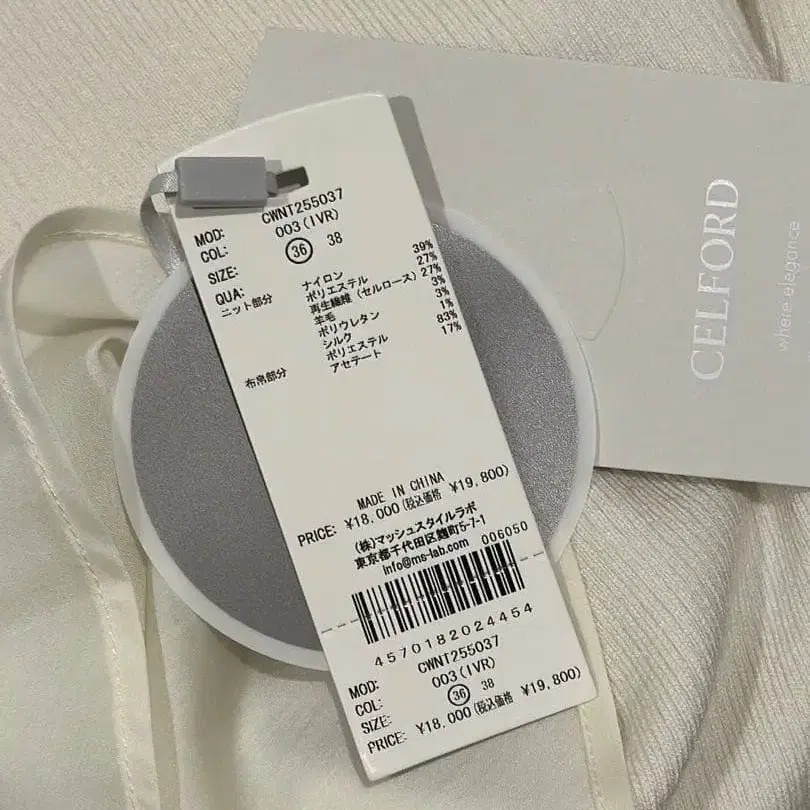 MOD: CWNT255037
COL: 003(IVR)
SIZE: 36 38
QUA:
ニット部分 ナイロン 39%
ポリエステル 27%
再生繊維(セルロース) 27%
羊毛 3%
ポリウレタン 3%
シルク 1%
布帛部分 ポリエステル 83%
アセテート 17%
MADE IN CHINA
PRICE: ¥18,000(税込価格 ¥19,800)
(株)マッシュスタイルラボ
東京都千代田区麹町5-7-1
info@ms-lab.com 006050
4570182024454
MOD: CWNT255037
COL: 003(IVR)
SIZE: 36 38
PRICE: ¥18,000(税込価格 ¥19,800)
CELFORD
where elegance